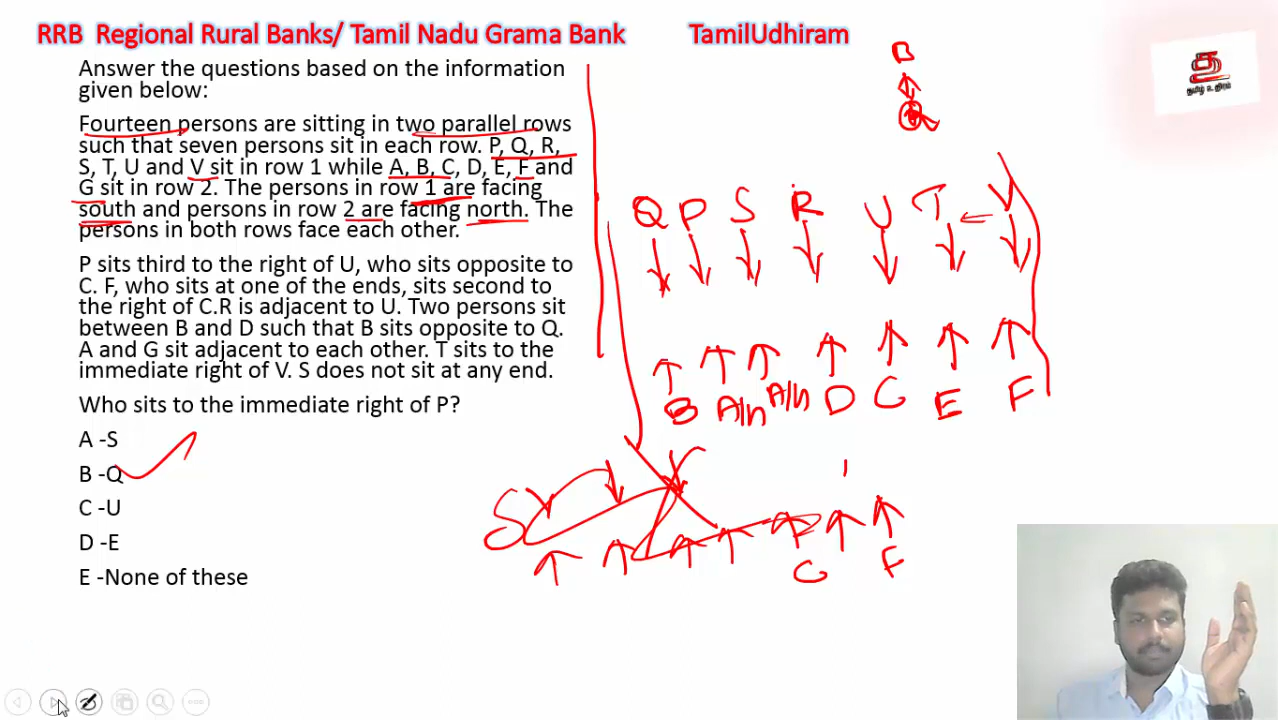 RRB Regional Rural Banks/ Tamil Nadu Grama Bank TamilUdhiram
Answer the questions based on the information
given below:
Fourteen persons are sitting in two parallel rows
such that seven persons sit in each row. P, Q, R,
S, T, U and V sit in row 1 while A, B, C, D, E, F and
G sit in row 2. The persons in row 1 are facing
south and persons in row 2 are facing north. The
persons in both rows face each other.
P sits third to the right of U, who sits opposite to
C. F, who sits at one of the ends, sits second to
the right of C.R is adjacent to U. Two persons sit
between B and D such that B sits opposite to Q.
A and G sit adjacent to each other. T sits to the
immediate right of V. S does not sit at any end.
Who sits to the immediate right of P?
A -S
B -Q
C -U
D -E
E -None of these
B
Q P S R U T V
B D C E F
S
C F
தமிழ் உதிரம்